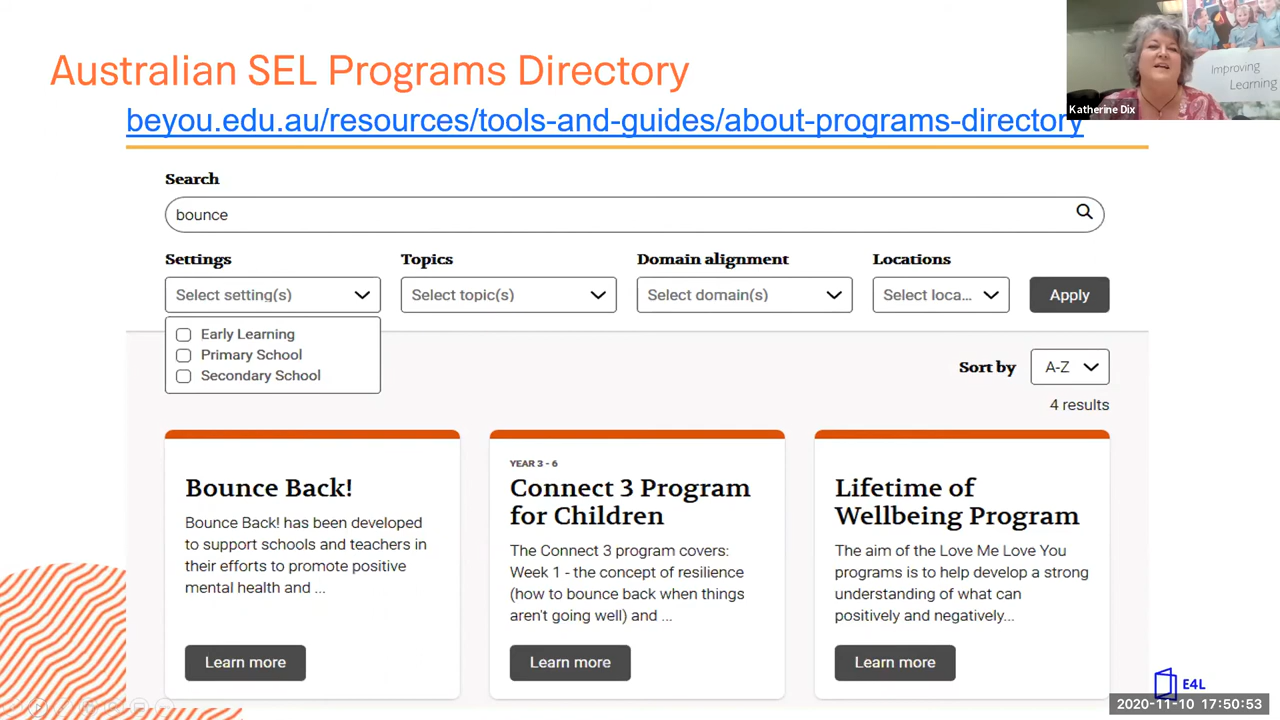 Australian SEL Programs Directory
beyou.edu.au/resources/tools-and-guides/about-programs-directory
Improving
Learning
Katherine Dix
Search
bounce
Settings
Topics
Domain alignment
Locations
Select setting(s)
Select topic(s)
Select domain(s)
Select loca...
Apply
Early Learning
Primary School
Secondary School
Sort by
A-Z
4 results
Bounce Back!
Bounce Back! has been developed
to support schools and teachers in
their efforts to promote positive
mental health and ...
Learn more
YEAR 3 - 6
Connect 3 Program
for Children
The Connect 3 program covers:
Week 1 - the concept of resilience
(how to bounce back when things
aren't going well) and ...
Learn more
Lifetime of
Wellbeing Program
The aim of the Love Me Love You
programs is to help develop a strong
understanding of what can
positively and negatively...
Learn more
E4L
2020-11-10 17:50:53